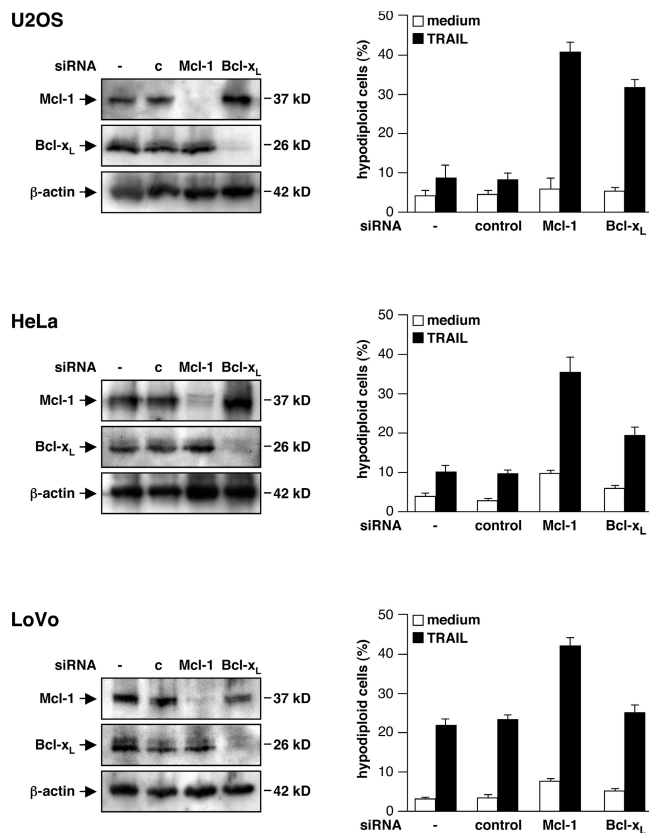 U2OS
siRNA - c Mcl-1 Bcl-xL
Mcl-1 37 kD
Bcl-xL 26 kD
β-actin 42 kD
50
40
30
20
10
0
hypodiploid cells (%)
medium
TRAIL
siRNA - control Mcl-1 Bcl-xL
HeLa
siRNA - c Mcl-1 Bcl-xL
Mcl-1 37 kD
Bcl-xL 26 kD
β-actin 42 kD
50
40
30
20
10
0
hypodiploid cells (%)
medium
TRAIL
siRNA - control Mcl-1 Bcl-xL
LoVo
siRNA - c Mcl-1 Bcl-xL
Mcl-1 37 kD
Bcl-xL 26 kD
β-actin 42 kD
50
40
30
20
10
0
hypodiploid cells (%)
medium
TRAIL
siRNA - control Mcl-1 Bcl-xL